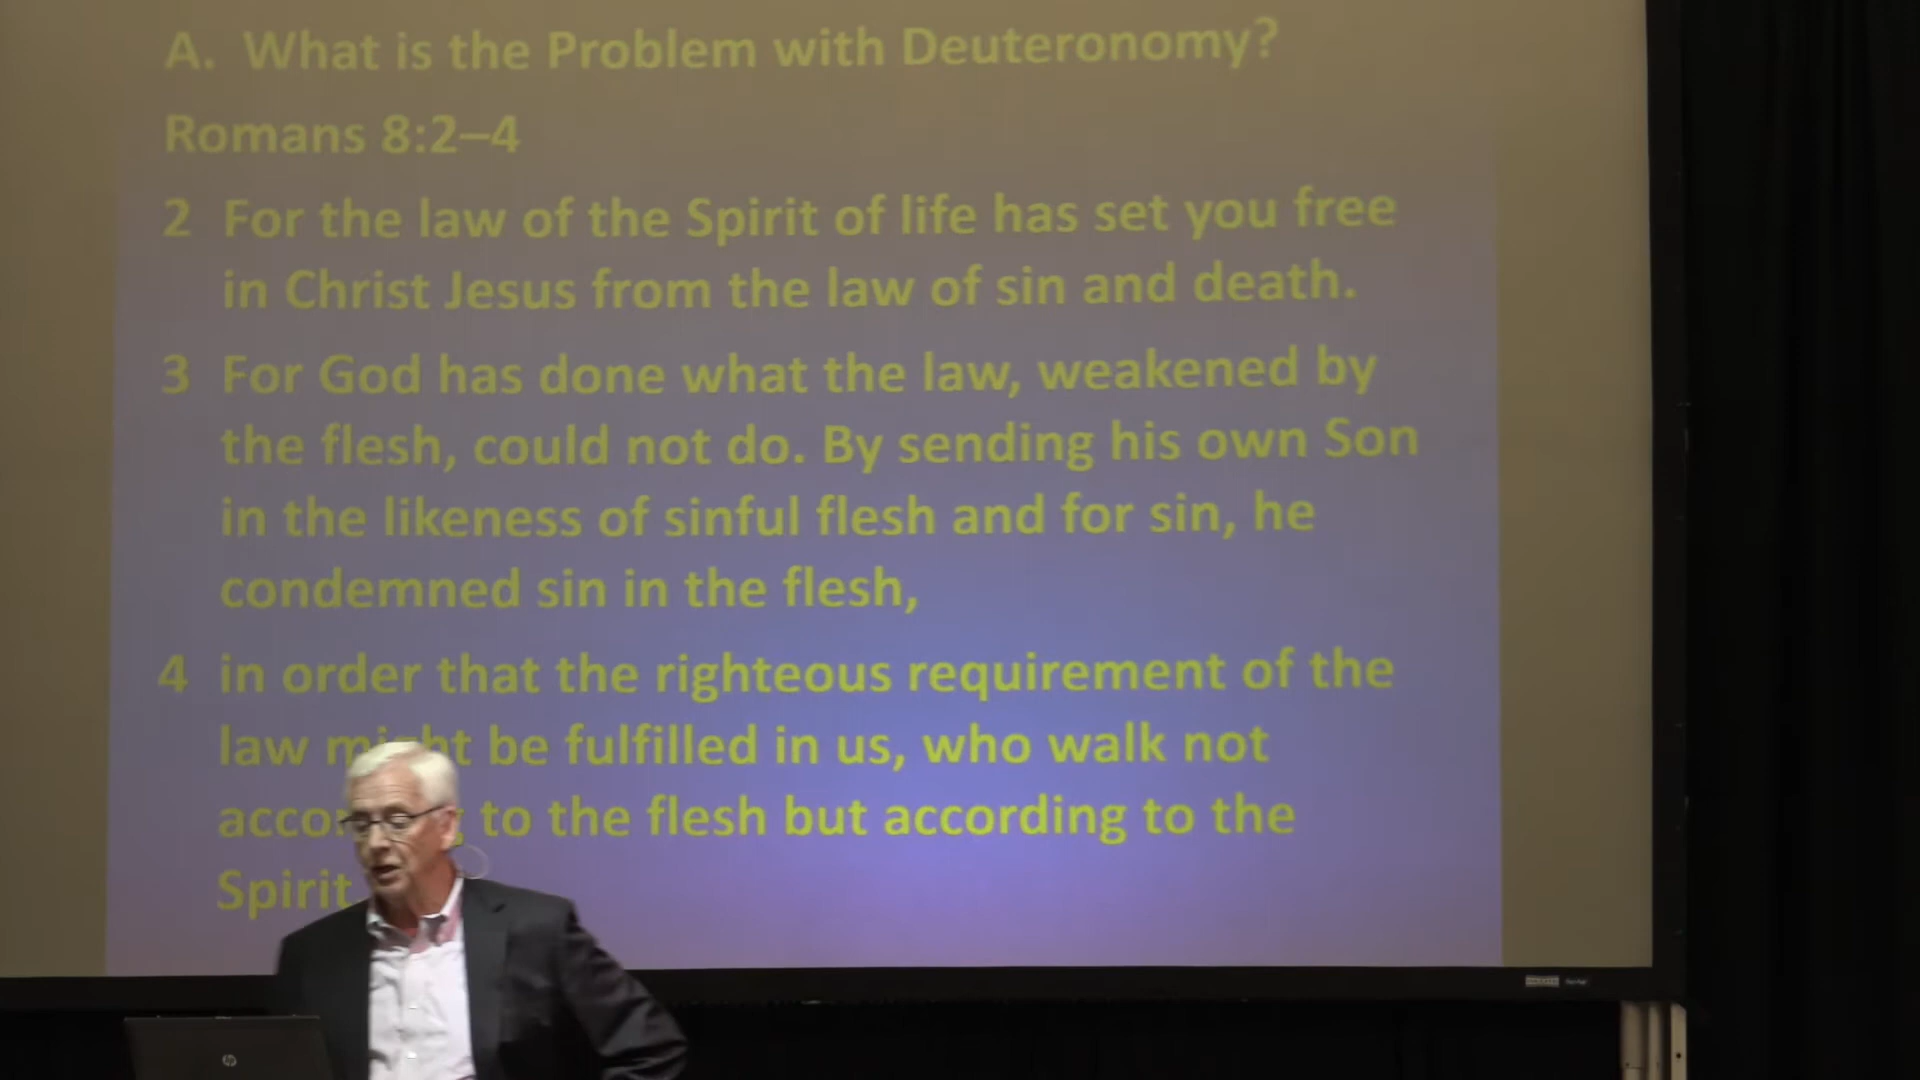 A. What is the Problem with Deuteronomy?
Romans 8:2–4
2 For the law of the Spirit of life has set you free
in Christ Jesus from the law of sin and death.
3 For God has done what the law, weakened by
the flesh, could not do. By sending his own Son
in the likeness of sinful flesh and for sin, he
condemned sin in the flesh,
4 in order that the righteous requirement of the
law might be fulfilled in us, who walk not
to the flesh but according to the
Spirit
hp